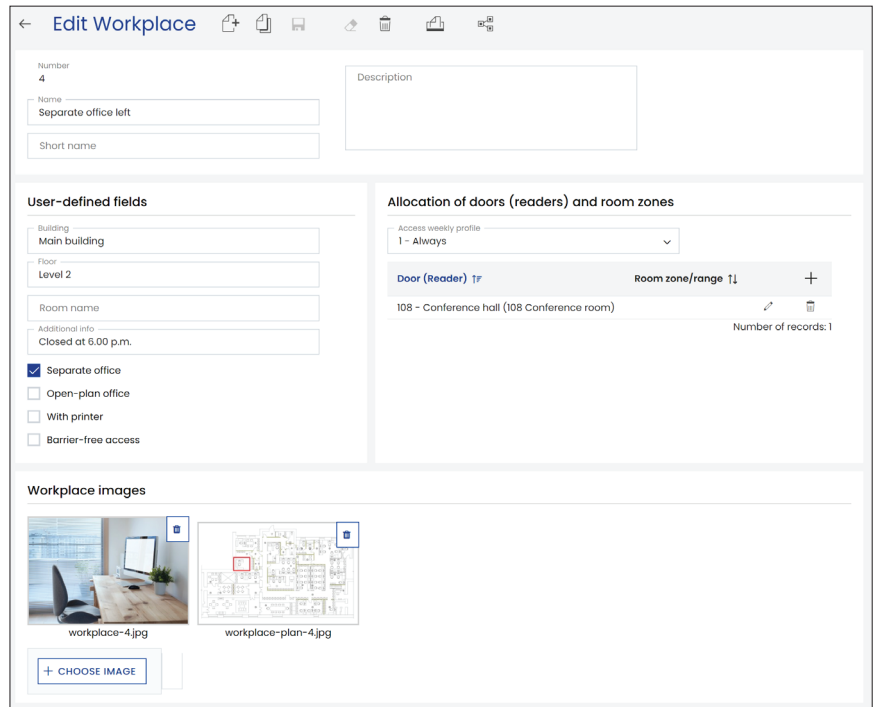 Edit Workplace
Number
4
Name
Separate office left
Short name
Description
User-defined fields
Building
Main building
Floor
Level 2
Room name
Additional info
Closed at 6.00 p.m.
Separate office
Open-plan office
With printer
Barrier-free access
Allocation of doors (readers) and room zones
Access weekly profile
1 - Always
Door (Reader) Room zone/range
108 - Conference hall (108 Conference room)
Number of records: 1
Workplace images
workplace-4.jpg workplace-plan-4.jpg
+ CHOOSE IMAGE